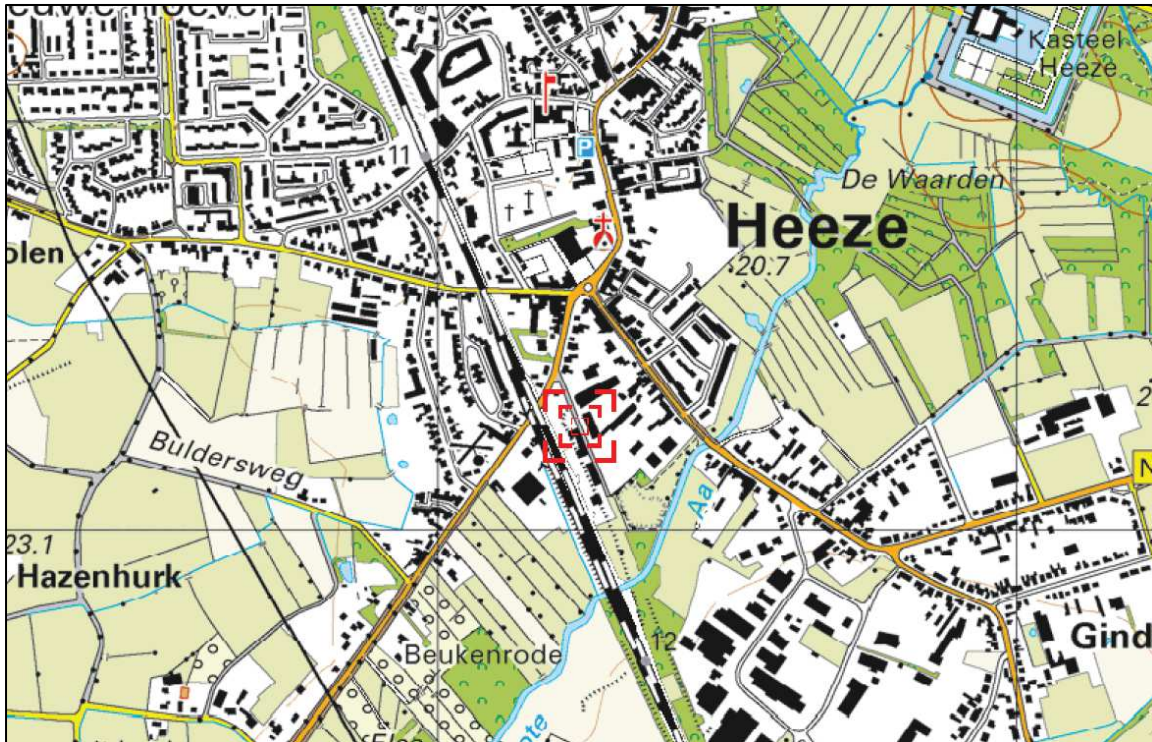 Kasteel
Heeze
11
P
De Waarden
Heeze
olen
20.7
Buldersweg
Aa
N
23.1
Hazenhurk
12
Beukenrode
Gind